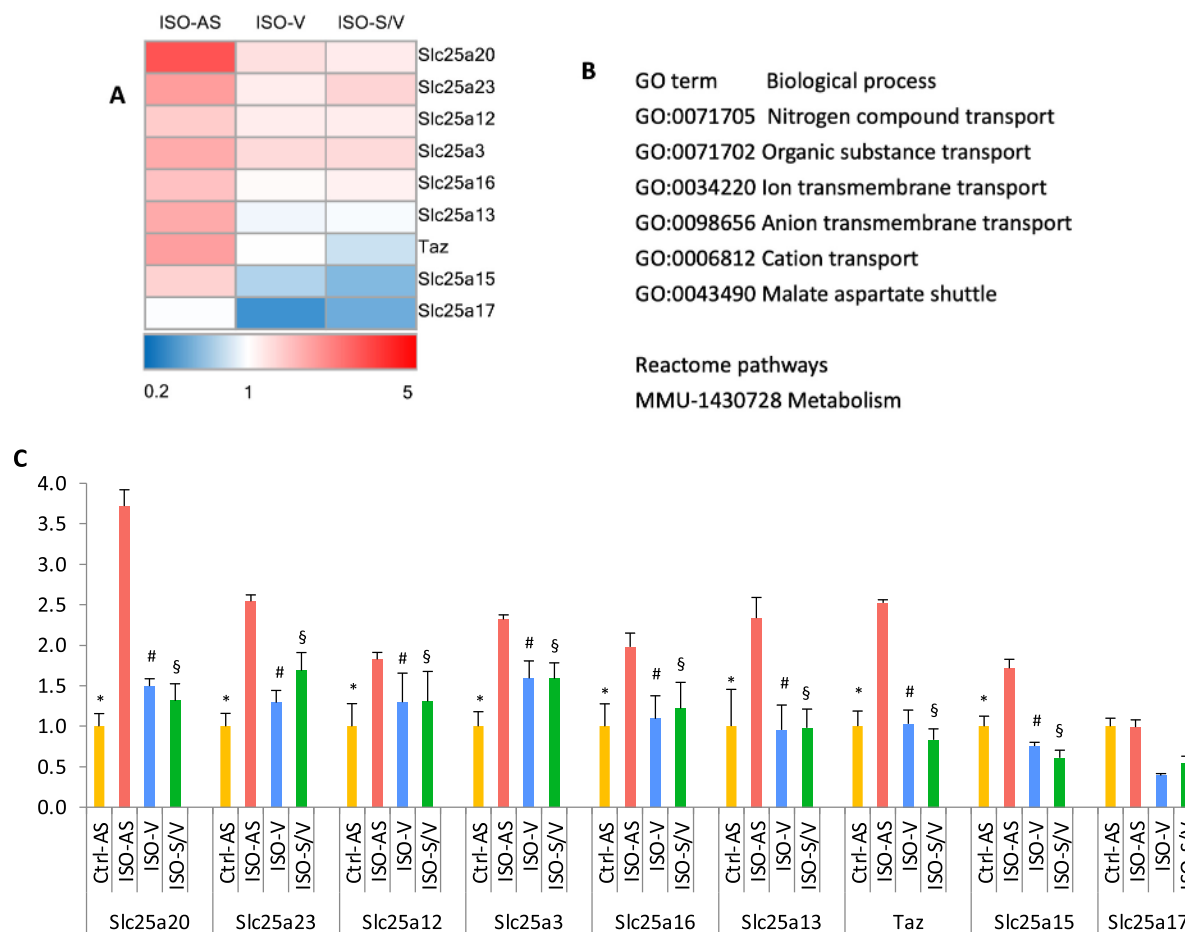 ISO-AS ISO-V ISO-S/V
A
Slc25a20
Slc25a23
Slc25a12
Slc25a3
Slc25a16
Slc25a13
Taz
Slc25a15
Slc25a17
0.2 1 5
B
GO term Biological process
GO:0071705 Nitrogen compound transport
GO:0071702 Organic substance transport
GO:0034220 Ion transmembrane transport
GO:0098656 Anion transmembrane transport
GO:0006812 Cation transport
GO:0043490 Malate aspartate shuttle
Reactome pathways
MMU-1430728 Metabolism
C
4.0
3.5
3.0
2.5
2.0
1.5
1.0
0.5
0.0
* # §
* # §
* # §
* # §
* # §
* # §
* # §
* # §
Ctrl-AS ISO-AS ISO-V ISO-S/V
Ctrl-AS ISO-AS ISO-V ISO-S/V
Ctrl-AS ISO-AS ISO-V ISO-S/V
Ctrl-AS ISO-AS ISO-V ISO-S/V
Ctrl-AS ISO-AS ISO-V ISO-S/V
Ctrl-AS ISO-AS ISO-V ISO-S/V
Ctrl-AS ISO-AS ISO-V ISO-S/V
Ctrl-AS ISO-AS ISO-V ISO-S/V
Ctrl-AS ISO-AS ISO-V
Slc25a20 Slc25a23 Slc25a12 Slc25a3 Slc25a16 Slc25a13 Taz Slc25a15 Slc25a17